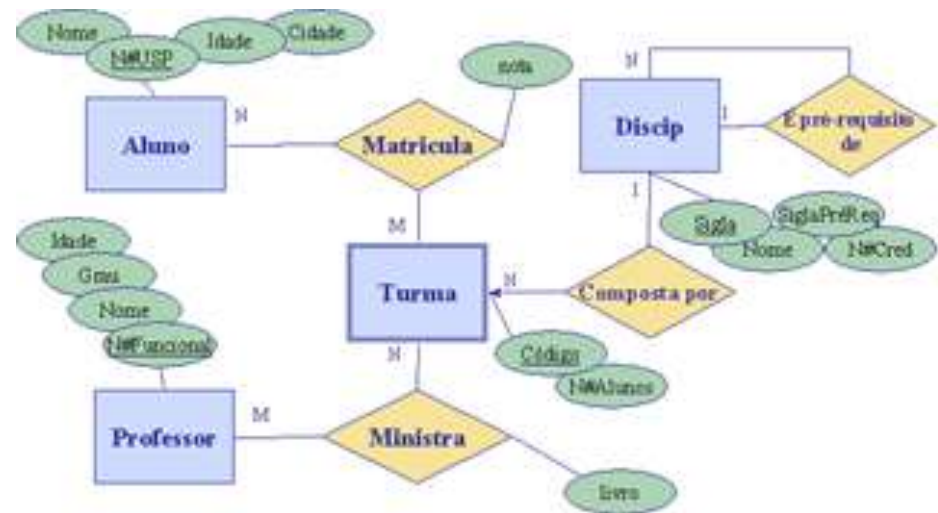 Nome
N#USP
Idade
Cidade
nota
N
Aluno
N
Matricula
Discip
1
É pré-requisito
de
M
1
Sigla
SiglaPréReq
Nome
N#Cred
Idade
Grau
Nome
N#Funcional
Turma
N
Composta por
N
Código
N#Alunos
M
Professor
Ministra
livro